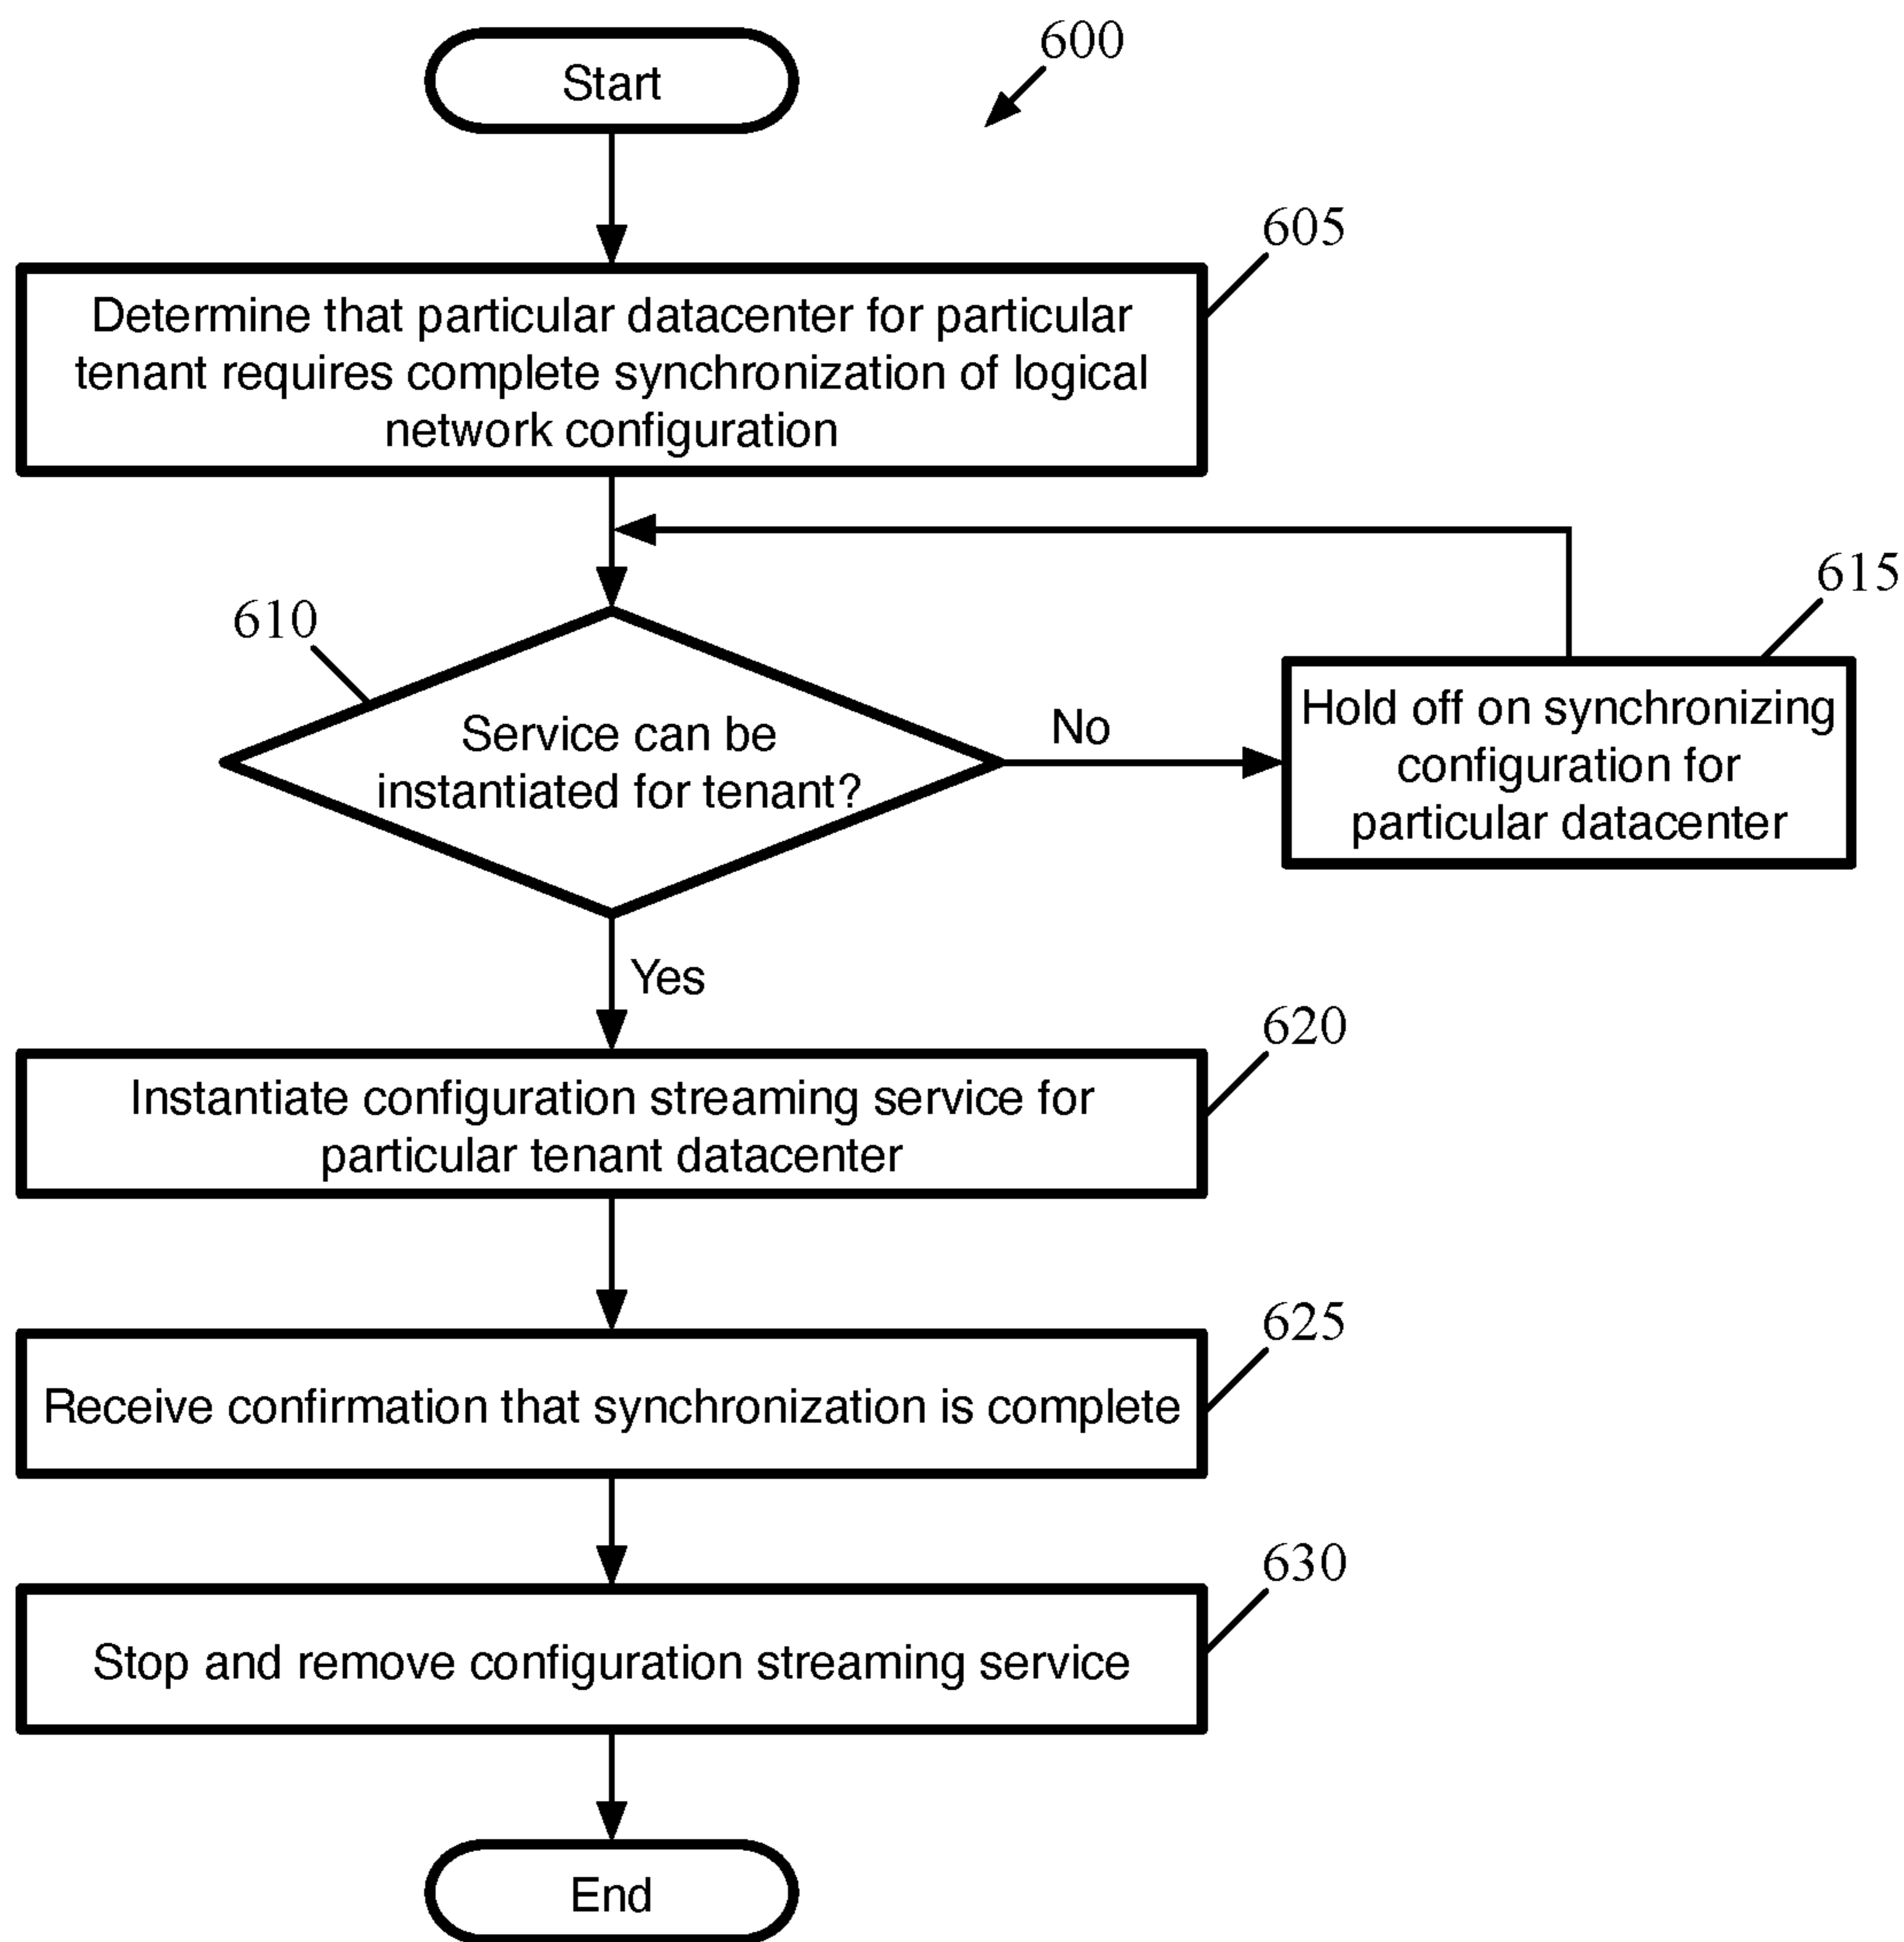 Start
600
605
Determine that particular datacenter for particular
tenant requires complete synchronization of logical
network configuration
610
615
Service can be
instantiated for tenant?
No
Hold off on synchronizing
configuration for
particular datacenter
Yes
620
Instantiate configuration streaming service for
particular tenant datacenter
625
Receive confirmation that synchronization is complete
630
Stop and remove configuration streaming service
End